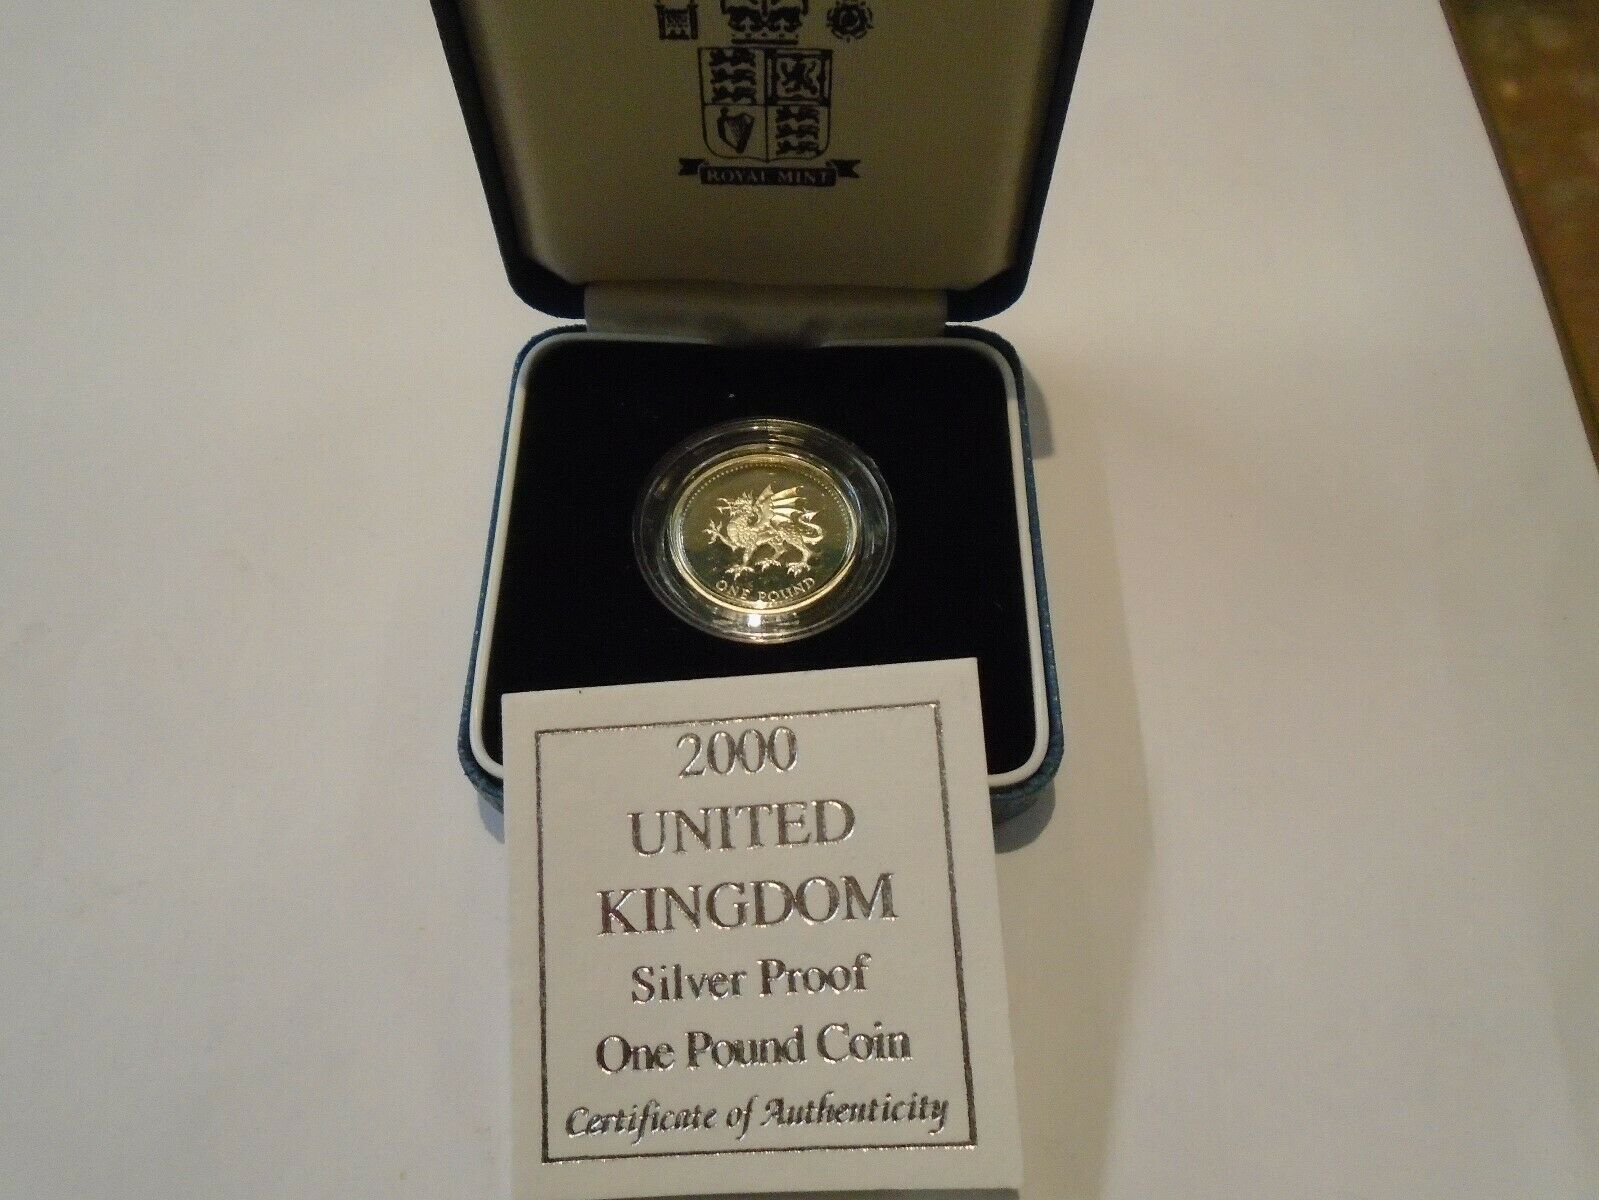 ROYAL MINT
ONE POUND
2000
UNITED
KINGDOM
Silver Proof
One Pound Coin
Certificate of Authenticity